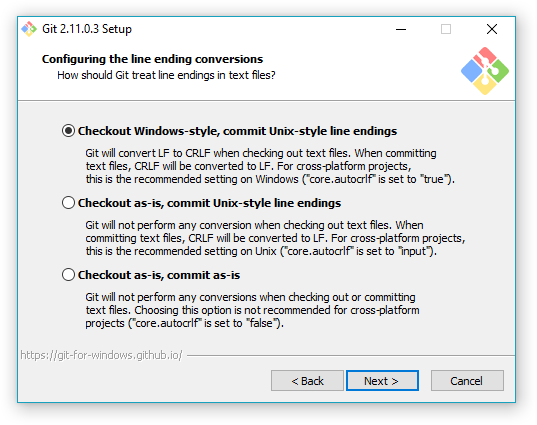 Git 2.11.0.3 Setup
Configuring the line ending conversions
How should Git treat line endings in text files?
Checkout Windows-style, commit Unix-style line endings
Git will convert LF to CRLF when checking out text files. When committing
text files, CRLF will be converted to LF. For cross-platform projects,
this is the recommended setting on Windows ("core.autocrlf" is set to "true").
Checkout as-is, commit Unix-style line endings
Git will not perform any conversion when checking out text files. When
committing text files, CRLF will be converted to LF. For cross-platform projects,
this is the recommended setting on Unix ("core.autocrlf" is set to "input").
Checkout as-is, commit as-is
Git will not perform any conversions when checking out or committing
text files. Choosing this option is not recommended for cross-platform
projects ("core.autocrlf" is set to "false").
https://git-for-windows.github.io/
< Back
Next >
Cancel